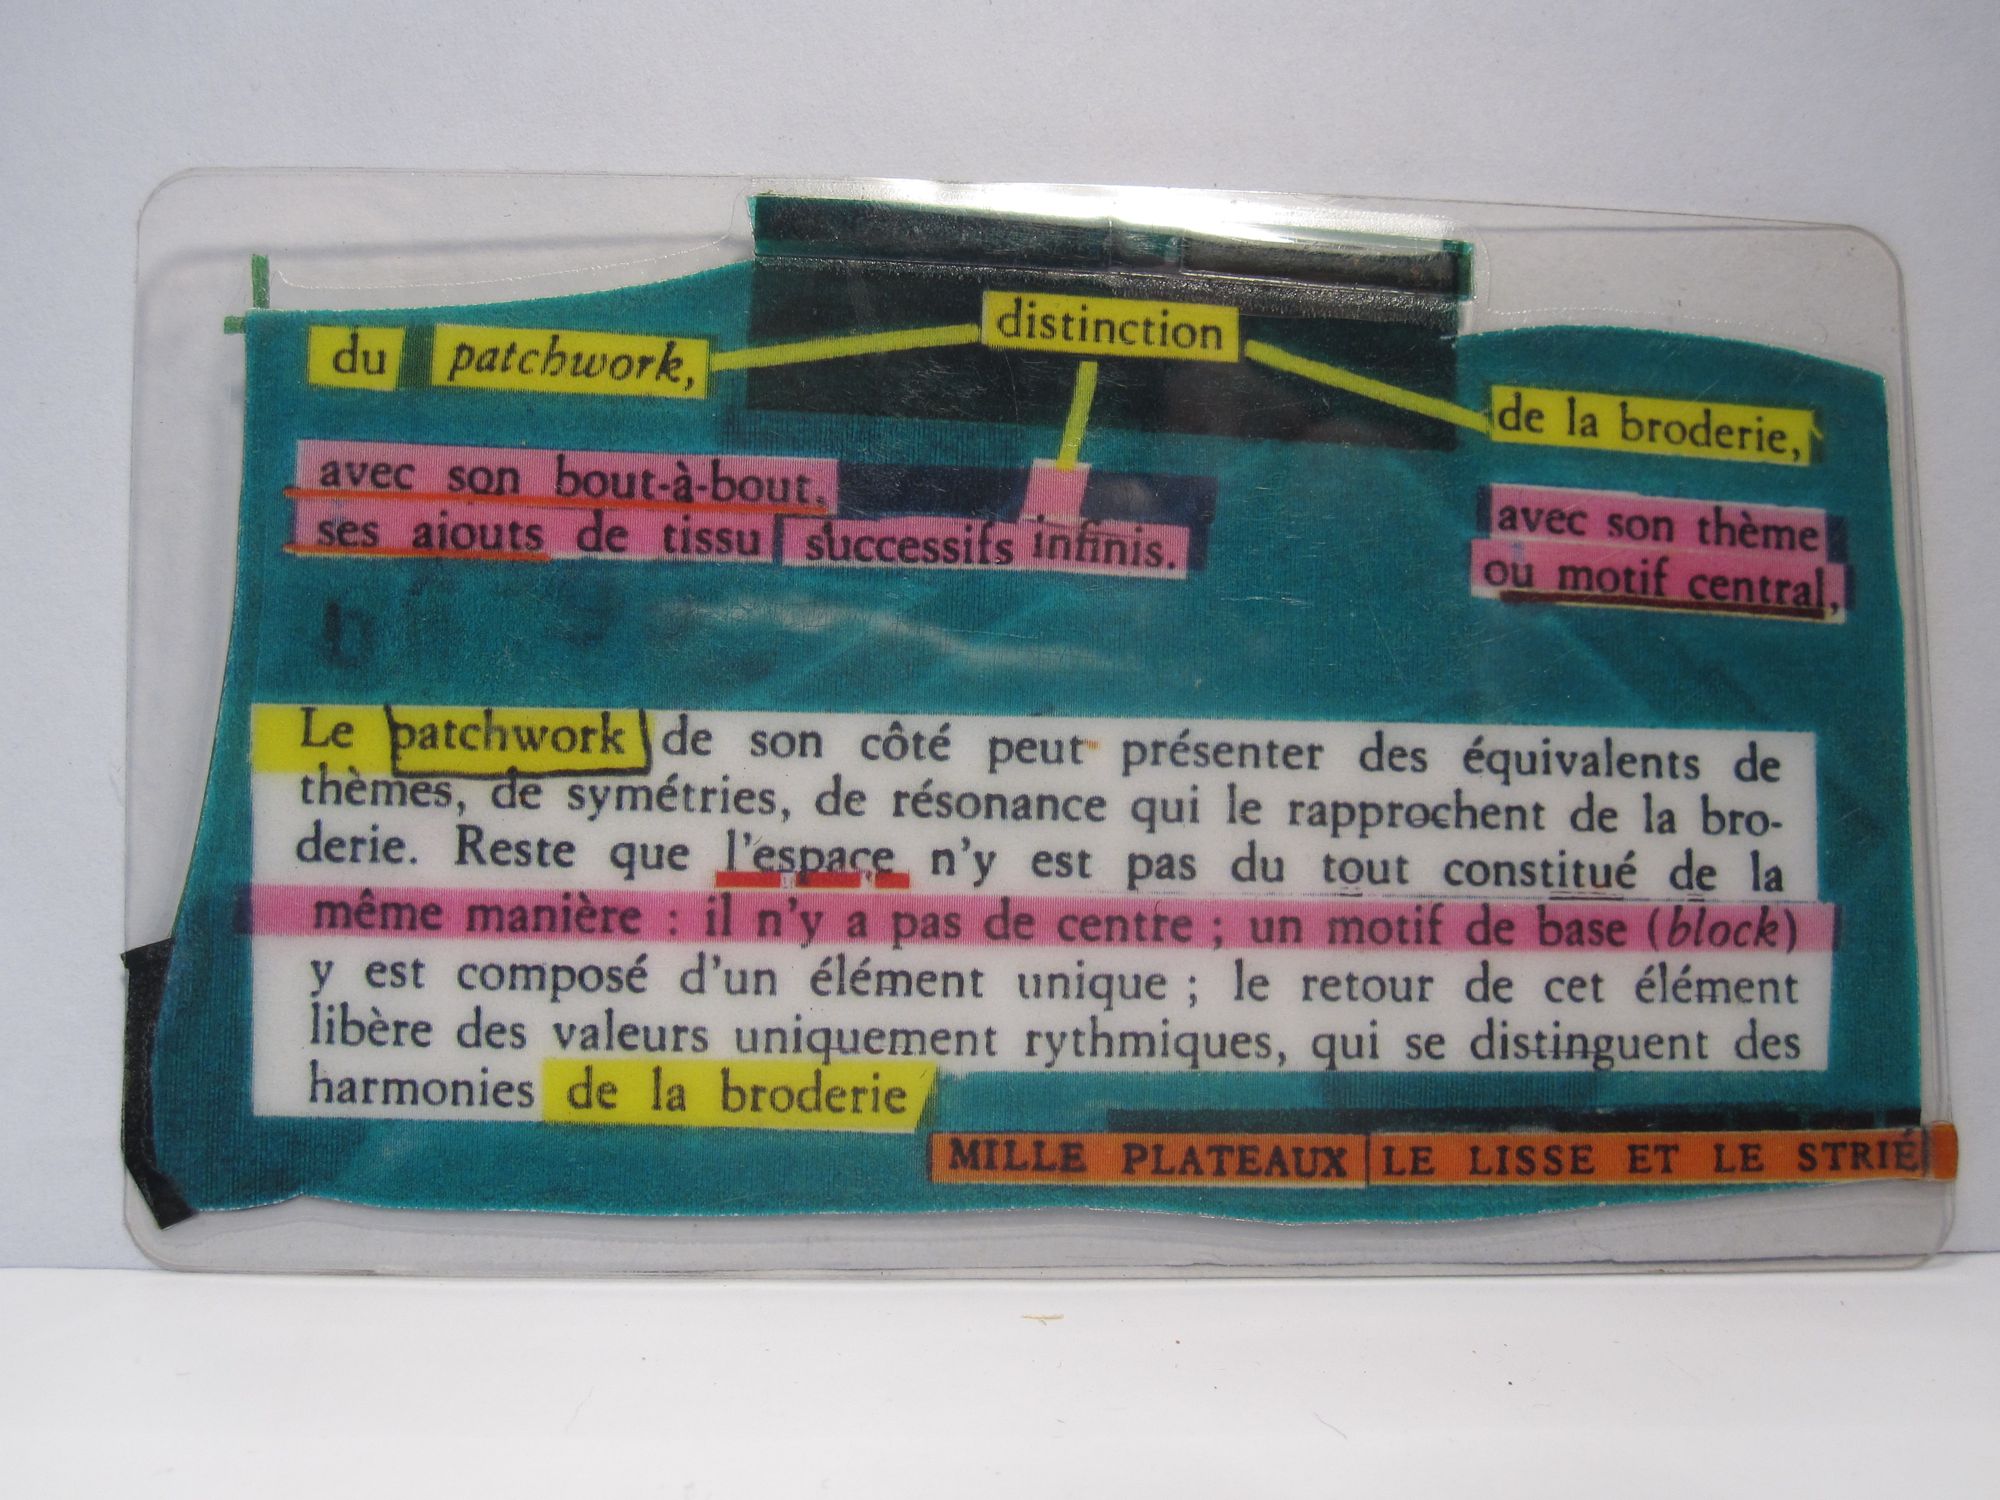 distinction
du patchwork,
de la broderie,
avec son bout-à-bout,
ses aiouts de tissu successifs infinis.
avec son thème
ou motif central,
b
Le patchwork de son côté peut présenter des équivalents de
thèmes, de symétries, de résonance qui le rapprochent de la bro-
derie. Reste que l'espace n'y est pas du tout constitué de la
même manière : il n'y a pas de centre ; un motif de base (block)
y est composé d'un élément unique ; le retour de cet élément
libère des valeurs uniquement rythmiques, qui se distinguent des
harmonies de la broderie
MILLE PLATEAUX LE LISSE ET LE STRIÉ